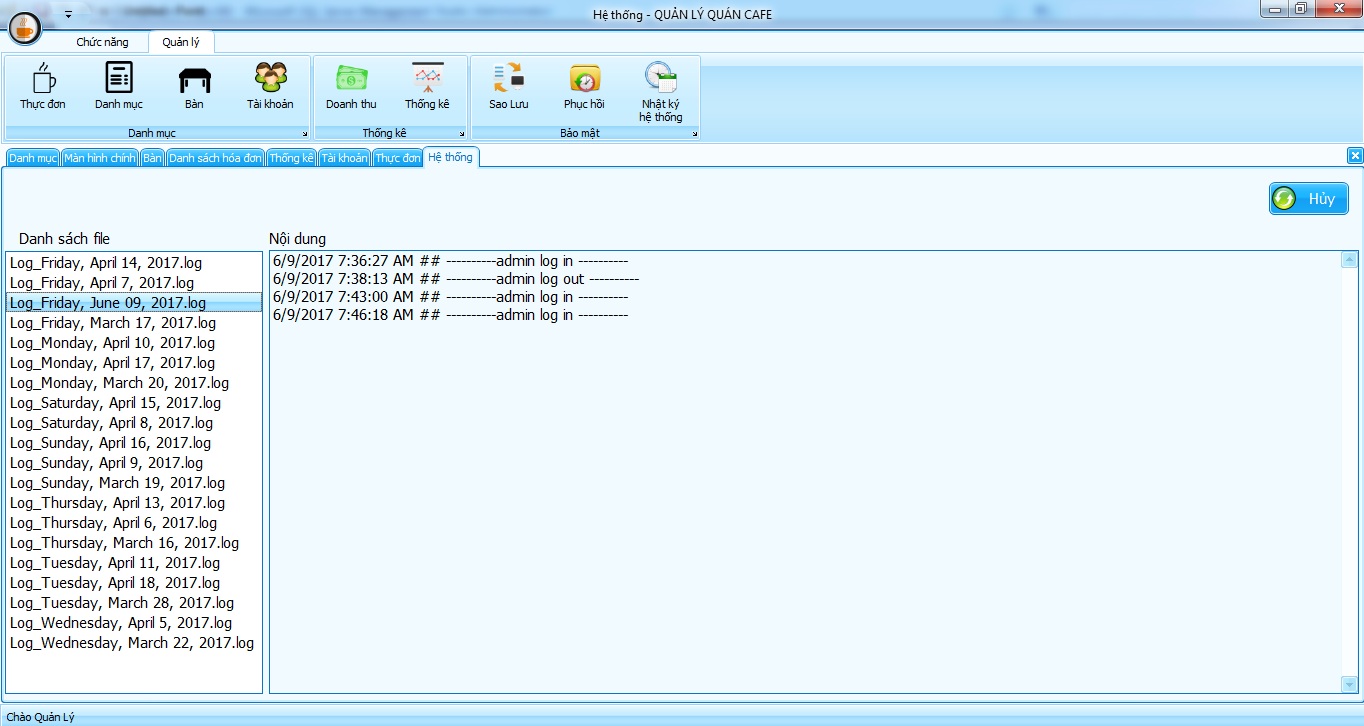 Hệ thống - QUẢN LÝ QUÁN CAFE
Chức năng
Quản lý
Thực đơn
Danh mục
Bàn
Tài khoản
Doanh thu
Thống kê
Sao Lưu
Phục hồi
Nhật ký
hệ thống
Danh mục
Thống kê
Bảo mật
Danh mục
Màn hình chính
Bàn
Danh sách hóa đơn
Thống kê
Tài khoản
Thực đơn
Hệ thống
Hủy
Danh sách file
Nội dung
Log_Friday, April 14, 2017.log
Log_Friday, April 7, 2017.log
Log_Friday, June 09, 2017.log
Log_Friday, March 17, 2017.log
Log_Monday, April 10, 2017.log
Log_Monday, April 17, 2017.log
Log_Monday, March 20, 2017.log
Log_Saturday, April 15, 2017.log
Log_Saturday, April 8, 2017.log
Log_Sunday, April 16, 2017.log
Log_Sunday, April 9, 2017.log
Log_Sunday, March 19, 2017.log
Log_Thursday, April 13, 2017.log
Log_Thursday, April 6, 2017.log
Log_Thursday, March 16, 2017.log
Log_Tuesday, April 11, 2017.log
Log_Tuesday, April 18, 2017.log
Log_Tuesday, March 28, 2017.log
Log_Wednesday, April 5, 2017.log
Log_Wednesday, March 22, 2017.log
6/9/2017 7:36:27 AM ## ----------admin log in ----------
6/9/2017 7:38:13 AM ## ----------admin log out ----------
6/9/2017 7:43:00 AM ## ----------admin log in ----------
6/9/2017 7:46:18 AM ## ----------admin log in ----------
Chào Quản Lý